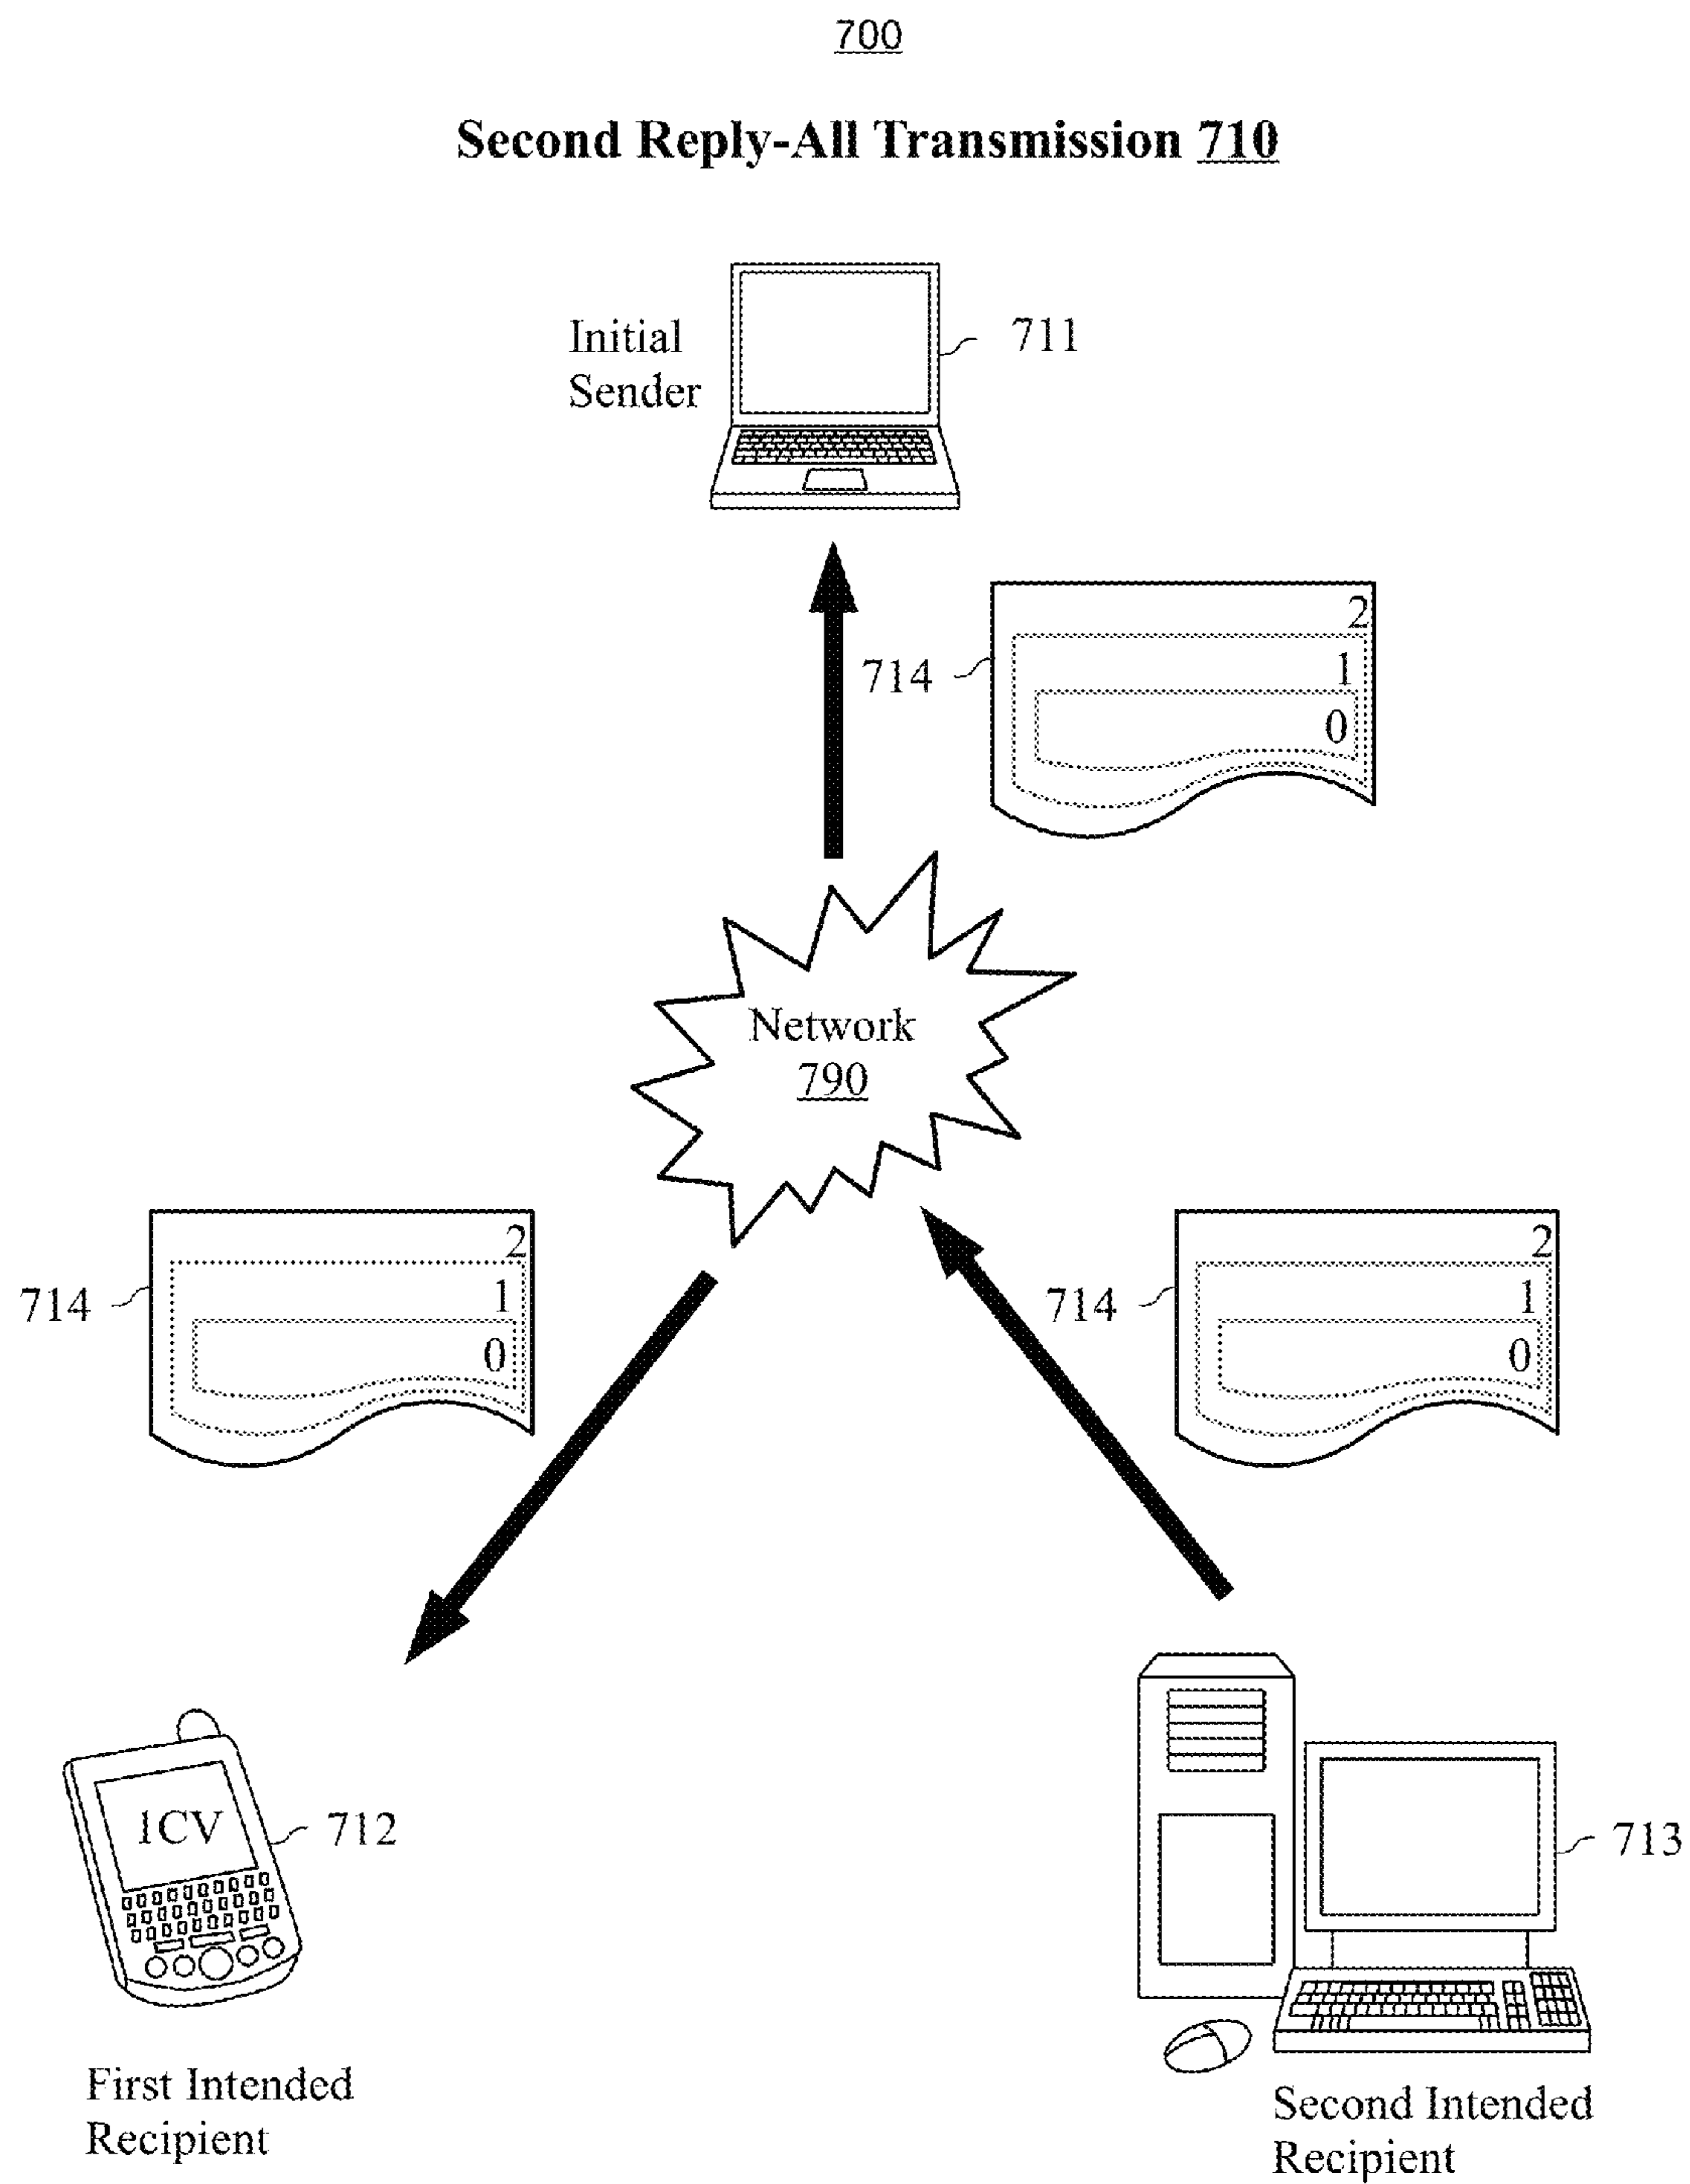 700
Second Reply-All Transmission 710
Initial
Sender
711
2
714
1
0
Network
790
2
714
1
0
2
714
1
0
1CV
712
713
First Intended
Recipient
Second Intended
Recipient